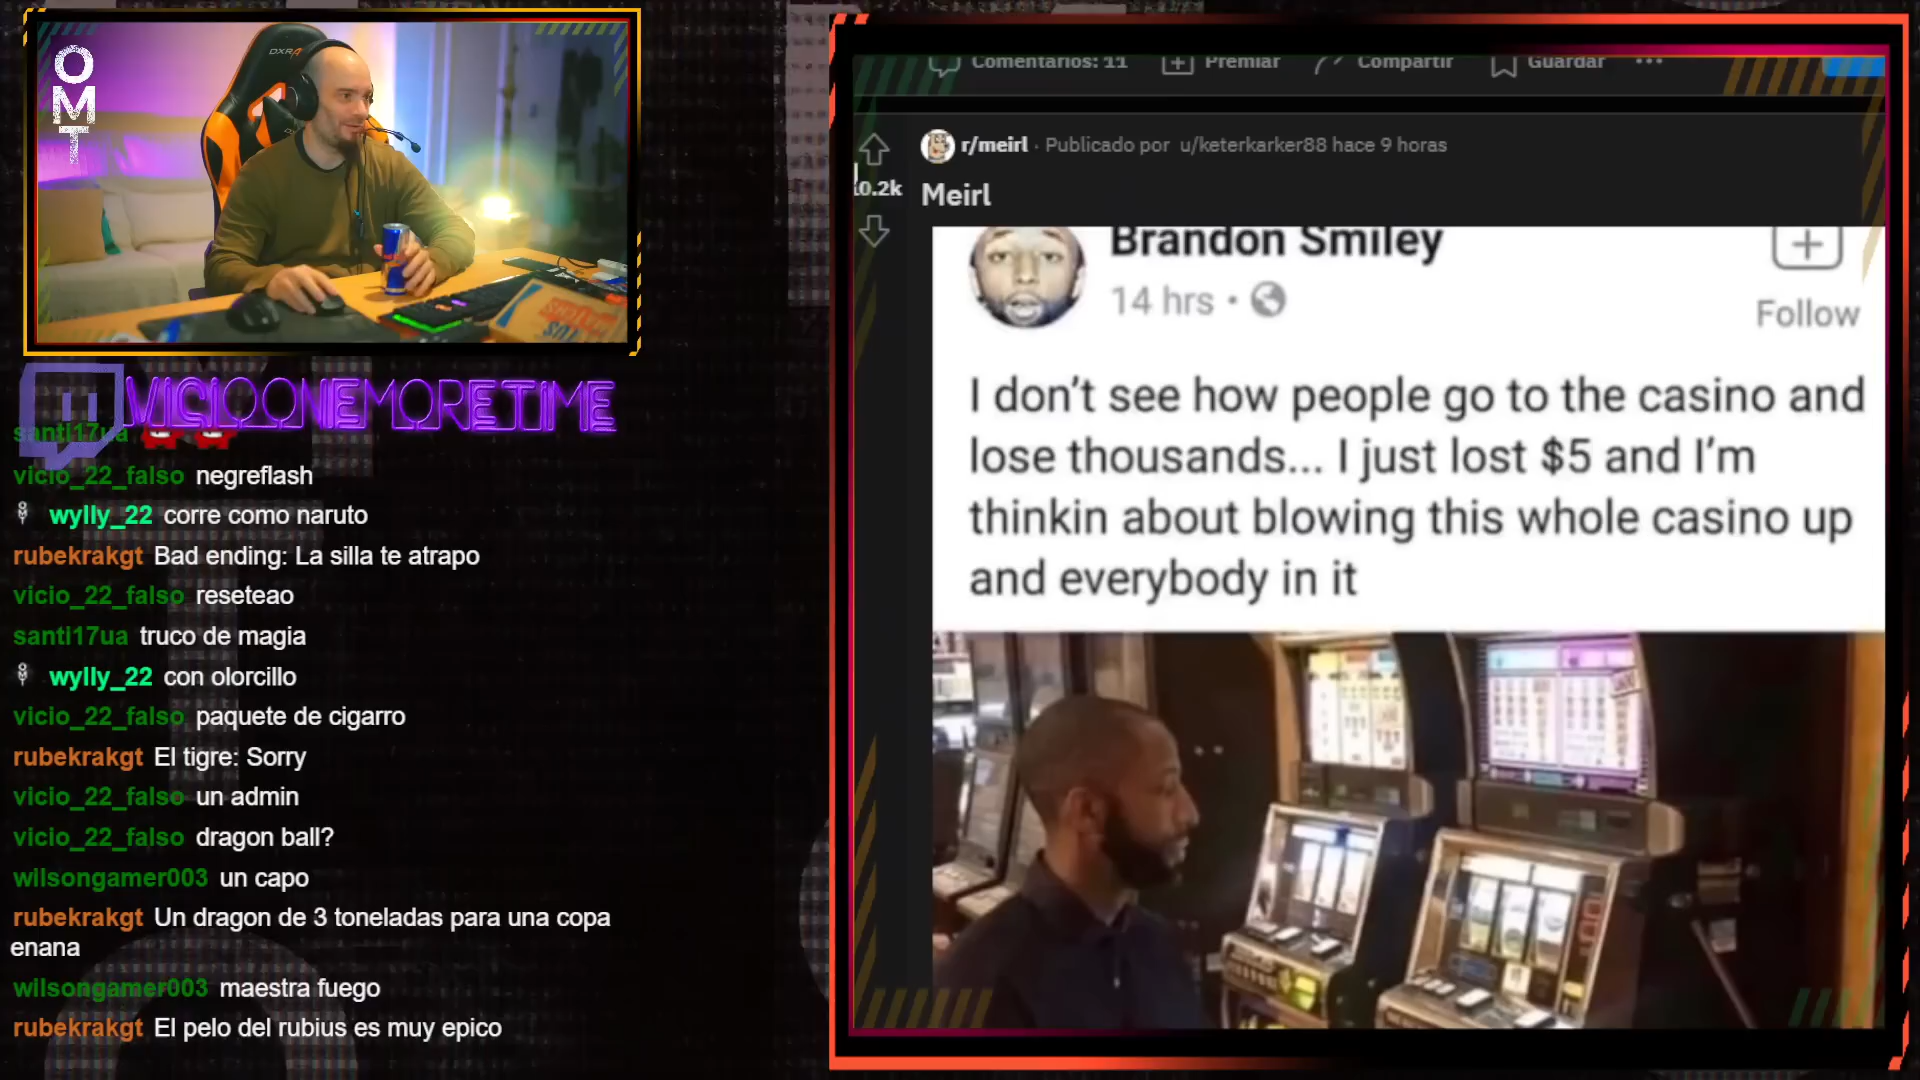 OMT
DXRA
VICIOONEMORETIME
santi17ua
vicio_22_falso negreflash
wylly_22 corre como naruto
rubekrakgt Bad ending: La silla te atrapo
vicio_22_falso reseteao
santi17ua truco de magia
wylly_22 con olorcillo
vicio_22_falso paquete de cigarro
rubekrakgt El tigre: Sorry
vicio_22_falso un admin
vicio_22_falso dragon ball?
wilsongamer003 un capo
rubekrakgt Un dragon de 3 toneladas para una copa
enana
wilsongamer003 maestra fuego
rubekrakgt El pelo del rubius es muy epico
Comentarios: 11 Premiar Compartir Guardar ...
r/meirl · Publicado por u/keterkarker88 hace 9 horas
10.2k
Meirl
Brandon Smiley
14 hrs ·
Follow
I don't see how people go to the casino and
lose thousands... I just lost $5 and I'm
thinkin about blowing this whole casino up
and everybody in it